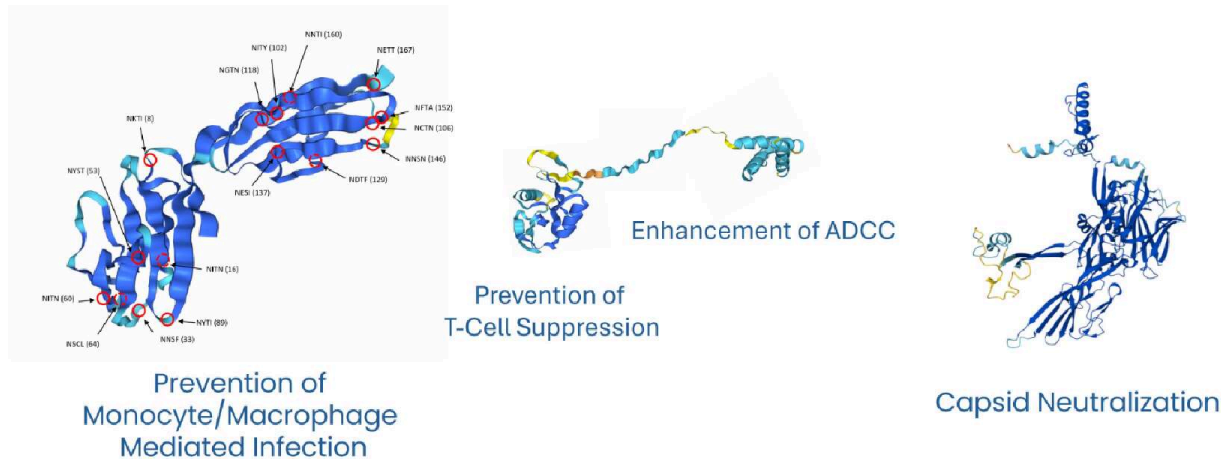 NNTI (160)
NITY (102)
NETT (167)
NGTN (118)
NFTA (152)
NKTI (8)
NCTN (106)
NNSN (146)
NYST (53)
NESI (137)
NDTF (129)
NITN (16)
NITN (60)
NYTI (89)
NSCL (64)
NNSF (33)
Prevention of
Monocyte/Macrophage
Mediated Infection
Enhancement of ADCC
Prevention of
T-Cell Suppression
Capsid Neutralization